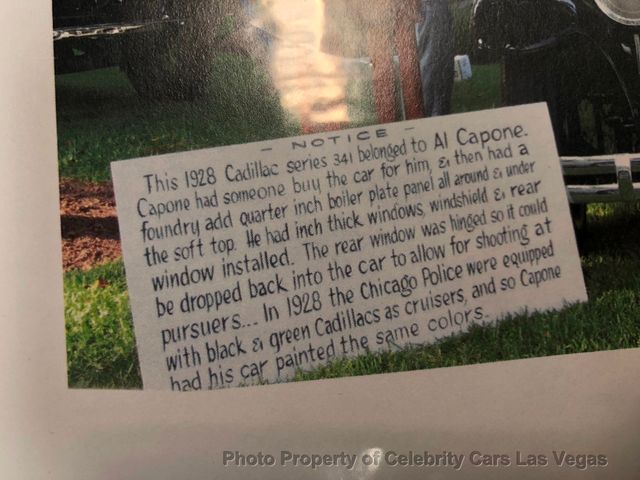 - NOTICE -
This 1928 Cadillac series 341 belonged to Al Capone.
Capone had someone buy the car for him, & then had a
foundry add quarter inch boiler plate panel all around & under
the soft top. He had inch thick windows, windshield & rear
window installed. The rear window was hinged so it could
be dropped back into the car to allow for shooting at
pursuers... In 1928 the Chicago Police were equipped
with black & green Cadillacs as cruisers, and so Capone
had his car painted the same colors.
Photo Property of Celebrity Cars Las Vegas